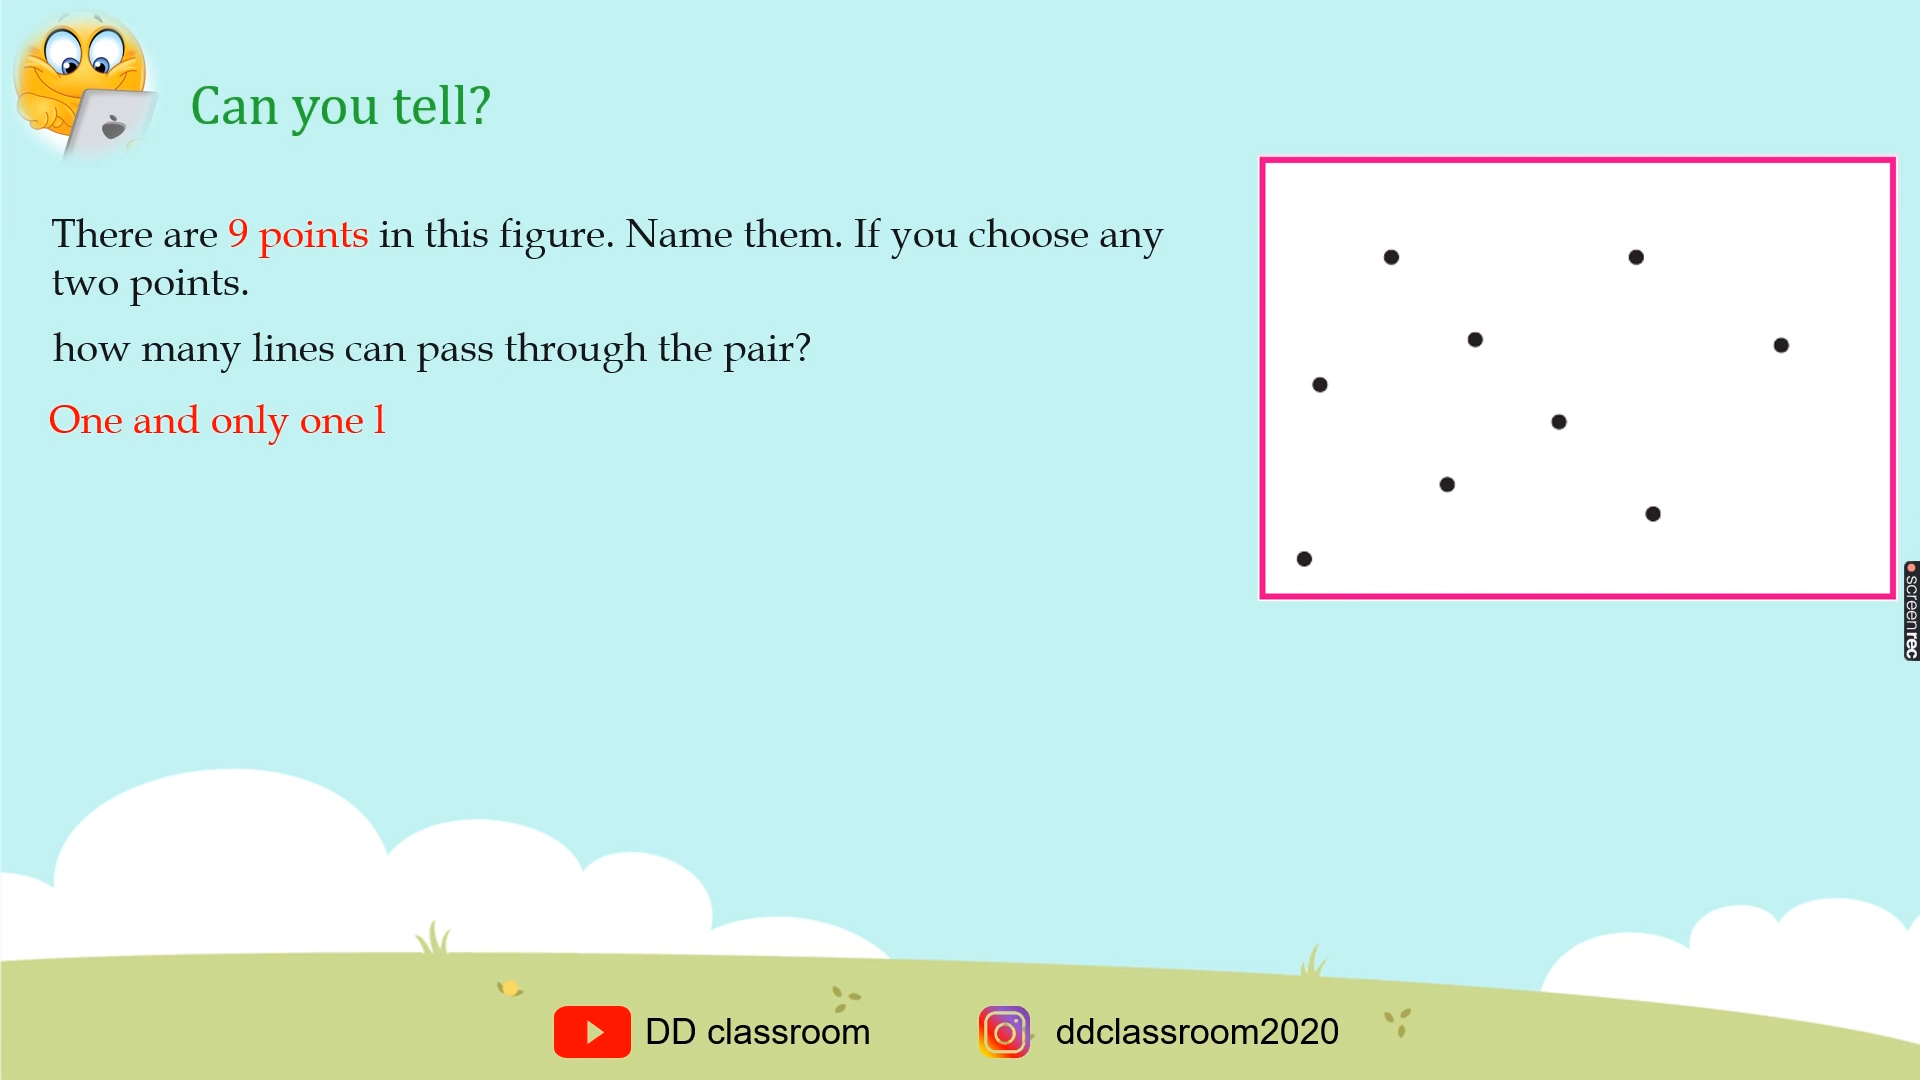 Can you tell?
There are 9 points in this figure. Name them. If you choose any
two points.
how many lines can pass through the pair?
One and only one l
screenrec
DD classroom
ddclassroom2020